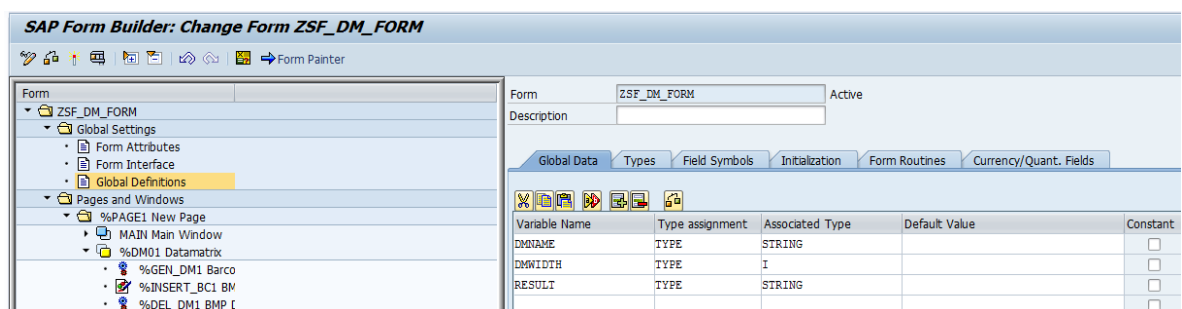 SAP Form Builder: Change Form ZSF_DM_FORM
Form Painter
Form
ZSF_DM_FORM
Global Settings
Form Attributes
Form Interface
Global Definitions
Pages and Windows
%PAGE1 New Page
MAIN Main Window
%DM01 Datamatrix
%GEN_DM1 Barco
%INSERT_BC1 BM
%DEL_DM1 BMP D
Form ZSF_DM_FORM Active
Description
Global Data Types Field Symbols Initialization Form Routines Currency/Quant. Fields
Variable Name Type assignment Associated Type Default Value Constant
DMNAME TYPE STRING
DMWIDTH TYPE I
RESULT TYPE STRING